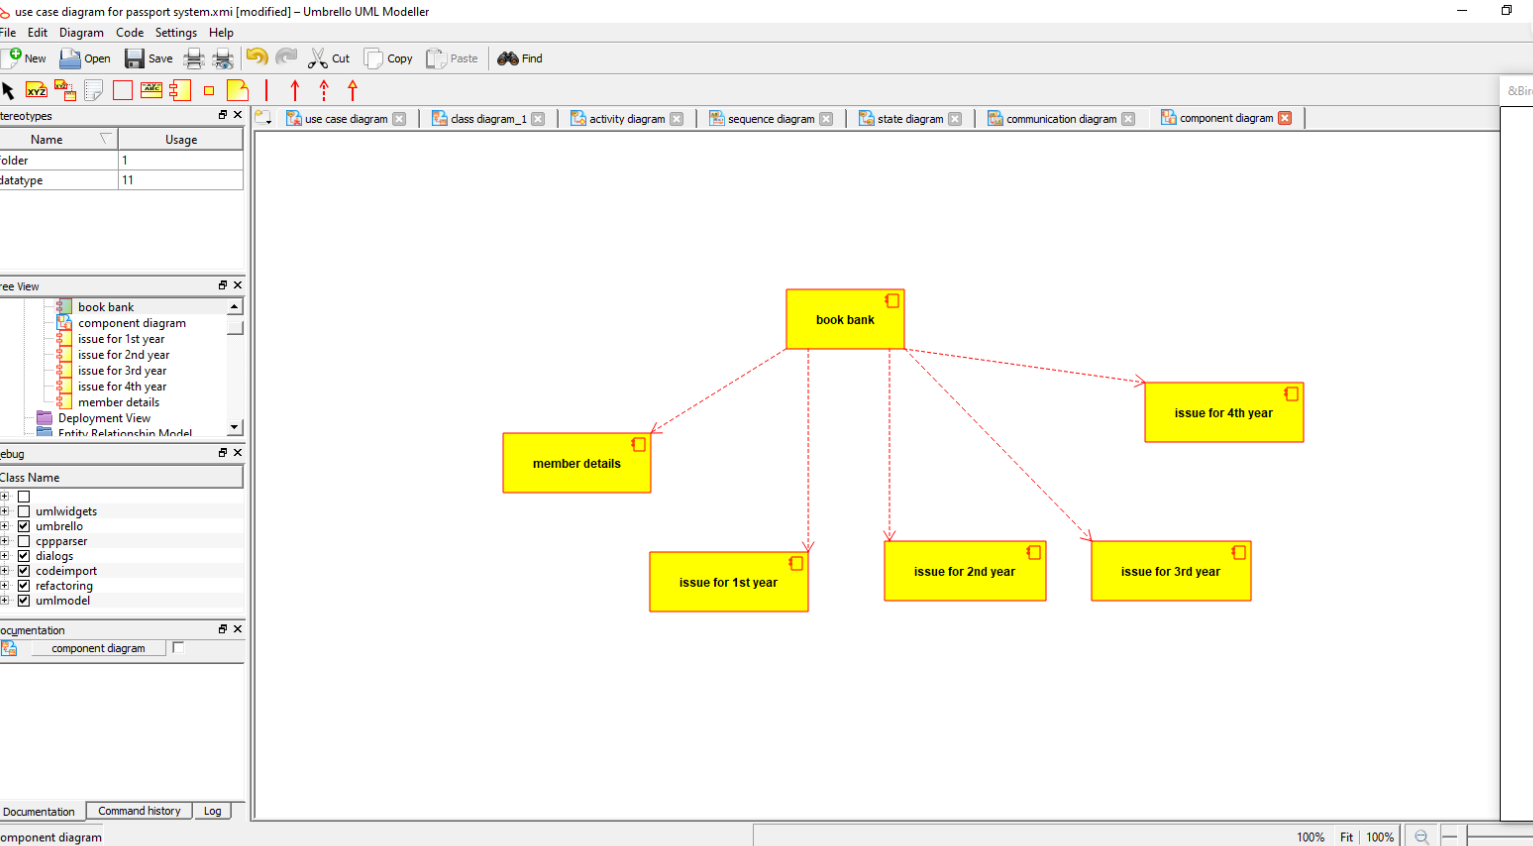 use case diagram for passport system.xmi [modified] – Umbrello UML Modeller
File Edit Diagram Code Settings Help
New Open Save Cut Copy Paste Find
XYZ ABC
&Bir
tereotypes
use case diagram class diagram_1 activity diagram sequence diagram state diagram communication diagram component diagram
Name Usage
folder 1
datatype 11
ree View
book bank
component diagram
issue for 1st year
issue for 2nd year
issue for 3rd year
issue for 4th year
member details
Deployment View
Entity Relationship Model
book bank
issue for 4th year
member details
issue for 1st year
issue for 2nd year
issue for 3rd year
ebug
Class Name
umlwidgets
umbrello
cppparser
dialogs
codeimport
refactoring
umlmodel
ocumentation
component diagram
Documentation Command history Log
omponent diagram
100% Fit 100%